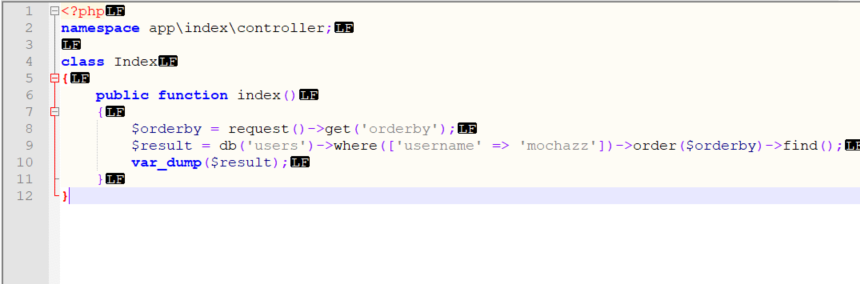 1 <?phpLF
2 namespace app\index\controller;LF
3 LF
4 class IndexLF
5 {LF
6 public function index()LF
7 {LF
8 $orderby = request()->get('orderby');LF
9 $result = db('users')->where(['username' => 'mochazz'])->order($orderby)->find();LF
10 var_dump($result);LF
11 }LF
12 }